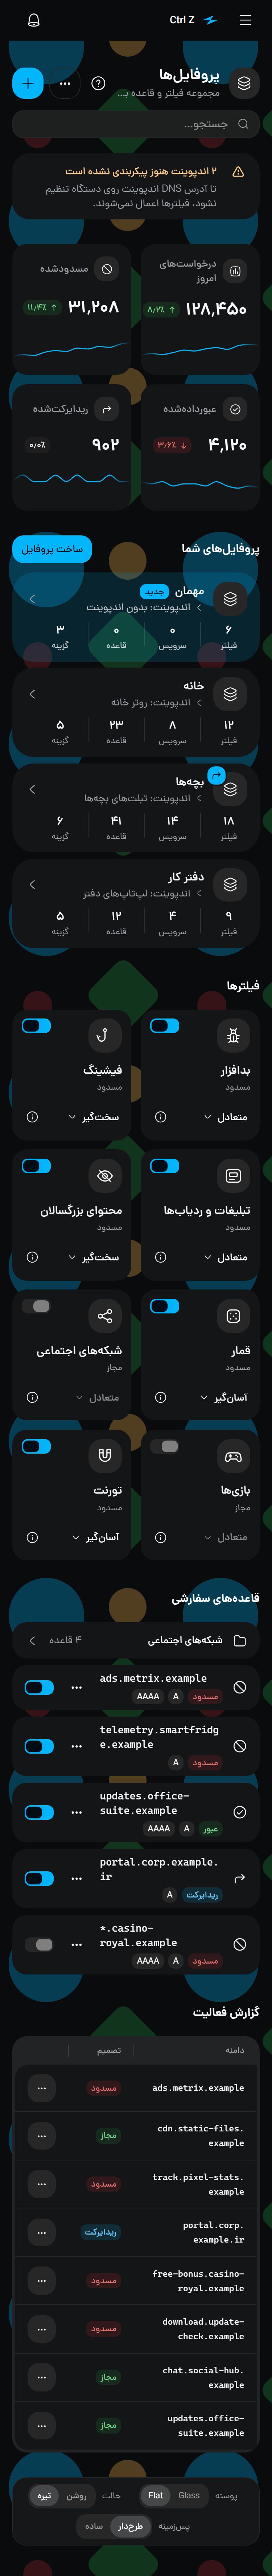 Ctrl Z
پروفایل‌ها
مجموعه فیلتر و قاعده ب...
جستجو...
۲ اندپوینت هنوز پیکربندی نشده است
تا آدرس DNS اندپوینت روی دستگاه تنظیم
نشود، فیلترها اعمال نمی‌شوند.
درخواست‌های
امروز
۱۲۸,۴۵۰
۸٫۲٪
مسدودشده
۳۱,۲۰۸
۱۱٫۴٪
عبورداده‌شده
۴,۱۲۰
۳٫۶٪
ریدایرکت‌شده
۹۰۲
۰٫۰٪
پروفایل‌های شما
ساخت پروفایل
مهمان
جدید
اندپوینت: بدون اندپوینت
۶ ۰ ۰ ۳
فیلتر سرویس قاعده گزینه
خانه
اندپوینت: روتر خانه
۱۲ ۸ ۲۳ ۵
فیلتر سرویس قاعده گزینه
بچه‌ها
اندپوینت: تبلت‌های بچه‌ها
۱۸ ۱۴ ۴۱ ۶
فیلتر سرویس قاعده گزینه
دفتر کار
اندپوینت: لپ‌تاپ‌های دفتر
۹ ۴ ۱۲ ۵
فیلتر سرویس قاعده گزینه
فیلترها
بدافزار
مسدود
متعادل
فیشینگ
مسدود
سخت‌گیر
تبلیغات و ردیاب‌ها
مسدود
متعادل
محتوای بزرگسالان
مسدود
سخت‌گیر
قمار
مسدود
آسان‌گیر
شبکه‌های اجتماعی
مجاز
متعادل
بازی‌ها
مجاز
متعادل
تورنت
مسدود
آسان‌گیر
قاعده‌های سفارشی
شبکه‌های اجتماعی
۴ قاعده
ads.metrix.example
مسدود A AAAA
telemetry.smartfridg
e.example
مسدود A
updates.office-
suite.example
عبور A AAAA
portal.corp.example.
ir
ریدایرکت A
*.casino-
royal.example
مسدود A AAAA
گزارش فعالیت
دامنه تصمیم
ads.metrix.example مسدود
cdn.static-files.
example
مجاز
track.pixel-stats.
example
مسدود
portal.corp.
example.ir
ریدایرکت
free-bonus.casino-
royal.example
مسدود
download.update-
check.example
مسدود
chat.social-hub.
example
مجاز
updates.office-
suite.example
مجاز
پوسته Glass Flat
حالت روشن تیره
پس‌زمینه طرح‌دار ساده